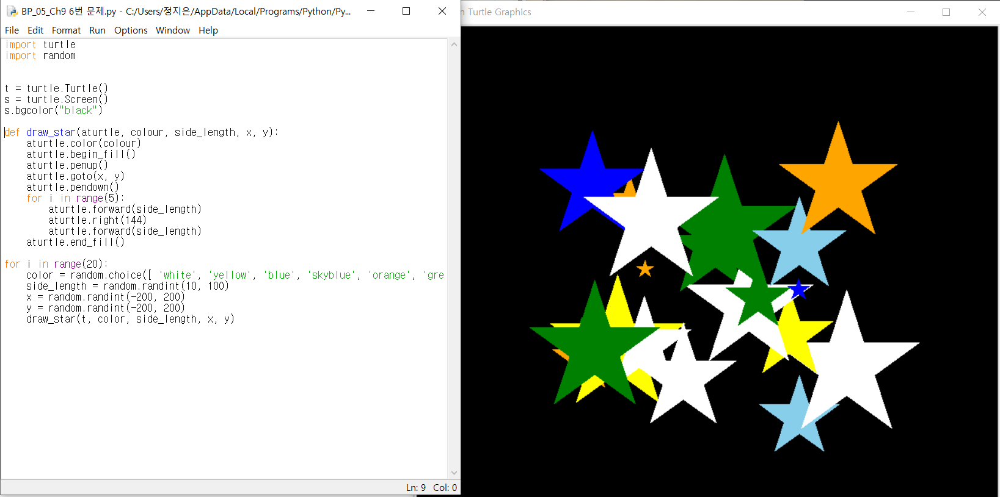 BP_05_Ch9 6번 문제.py - C:/Users/정지은/AppData/Local/Programs/Python/Py...
File Edit Format Run Options Window Help
import turtle
import random
t = turtle.Turtle()
s = turtle.Screen()
s.bgcolor("black")
def draw_star(aturtle, colour, side_length, x, y):
    aturtle.color(colour)
    aturtle.begin_fill()
    aturtle.penup()
    aturtle.goto(x, y)
    aturtle.pendown()
    for i in range(5):
        aturtle.forward(side_length)
        aturtle.right(144)
        aturtle.forward(side_length)
    aturtle.end_fill()
for i in range(20):
    color = random.choice([ 'white', 'yellow', 'blue', 'skyblue', 'orange', 'gre
    side_length = random.randint(10, 100)
    x = random.randint(-200, 200)
    y = random.randint(-200, 200)
    draw_star(t, color, side_length, x, y)
Ln: 9 Col: 0
Turtle Graphics